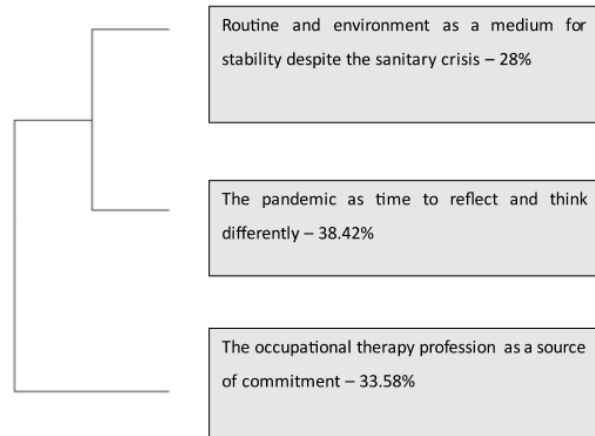 Routine and environment as a medium for
stability despite the sanitary crisis – 28%
The pandemic as time to reflect and think
differently – 38.42%
The occupational therapy profession as a source
of commitment – 33.58%